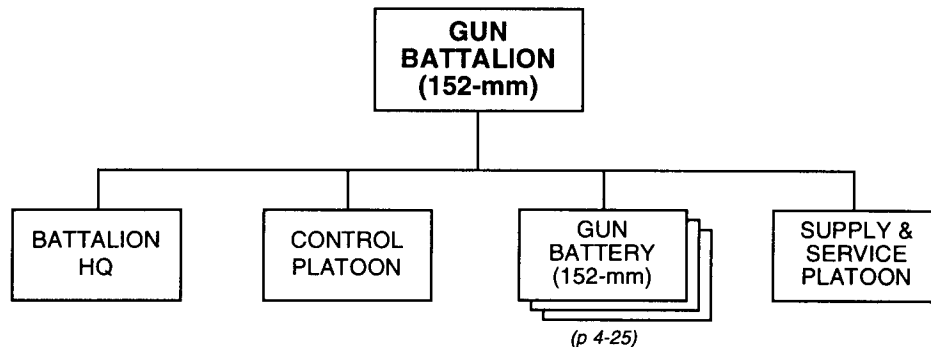 GUN
BATTALION
(152-mm)
BATTALION
HQ
CONTROL
PLATOON
GUN
BATTERY
(152-mm)
SUPPLY &
SERVICE
PLATOON
(p 4-25)